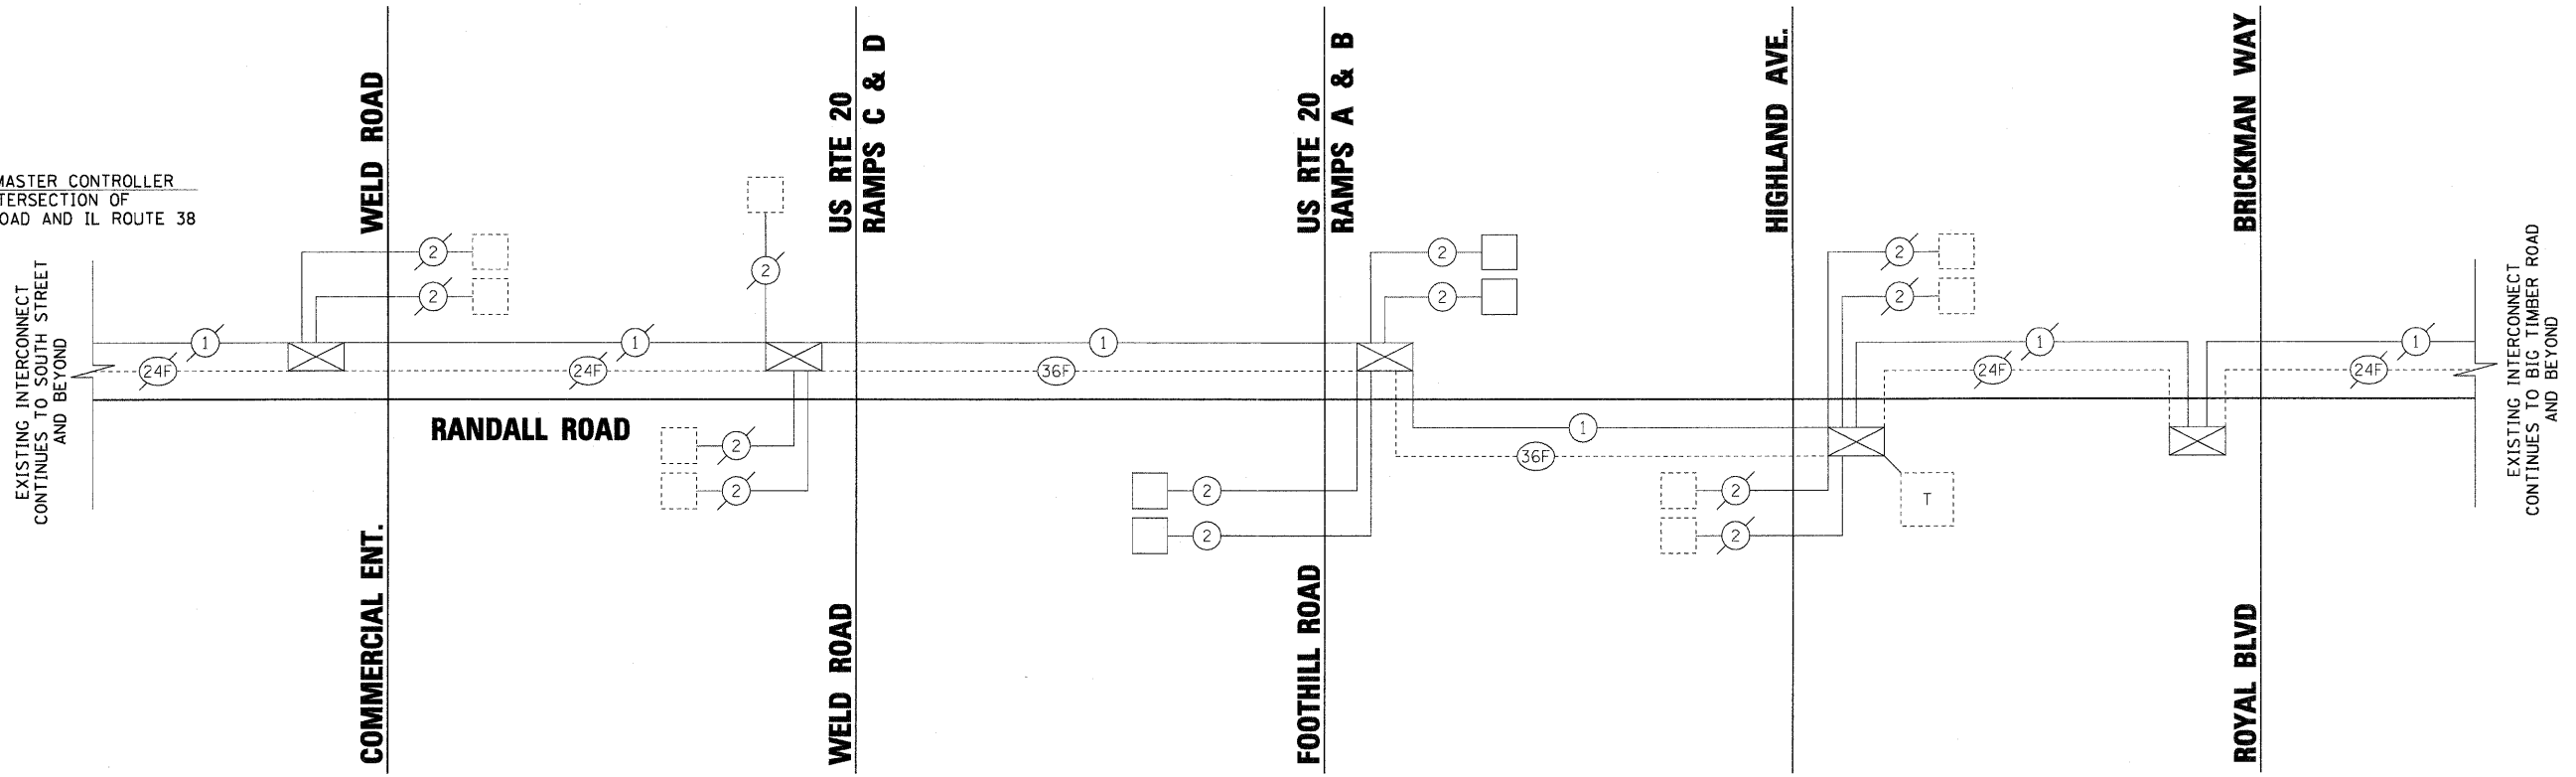 MASTER CONTROLLER
TERSECTION OF
OAD AND IL ROUTE 38
EXISTING INTERCONNECT
CONTINUES TO SOUTH STREET
AND BEYOND
WELD ROAD
COMMERCIAL ENT.
US RTE 20
RAMPS C & D
WELD ROAD
US RTE 20
RAMPS A & B
FOOTHILL ROAD
HIGHLAND AVE.
BRICKMAN WAY
ROYAL BLVD
RANDALL ROAD
EXISTING INTERCONNECT
CONTINUES TO BIG TIMBER ROAD
AND BEYOND
2
2
2
2
2
2
2
1
1
1
1
1
24F
24F
36F
24F
24F
1
36F
2
2
2
2
2
2
T